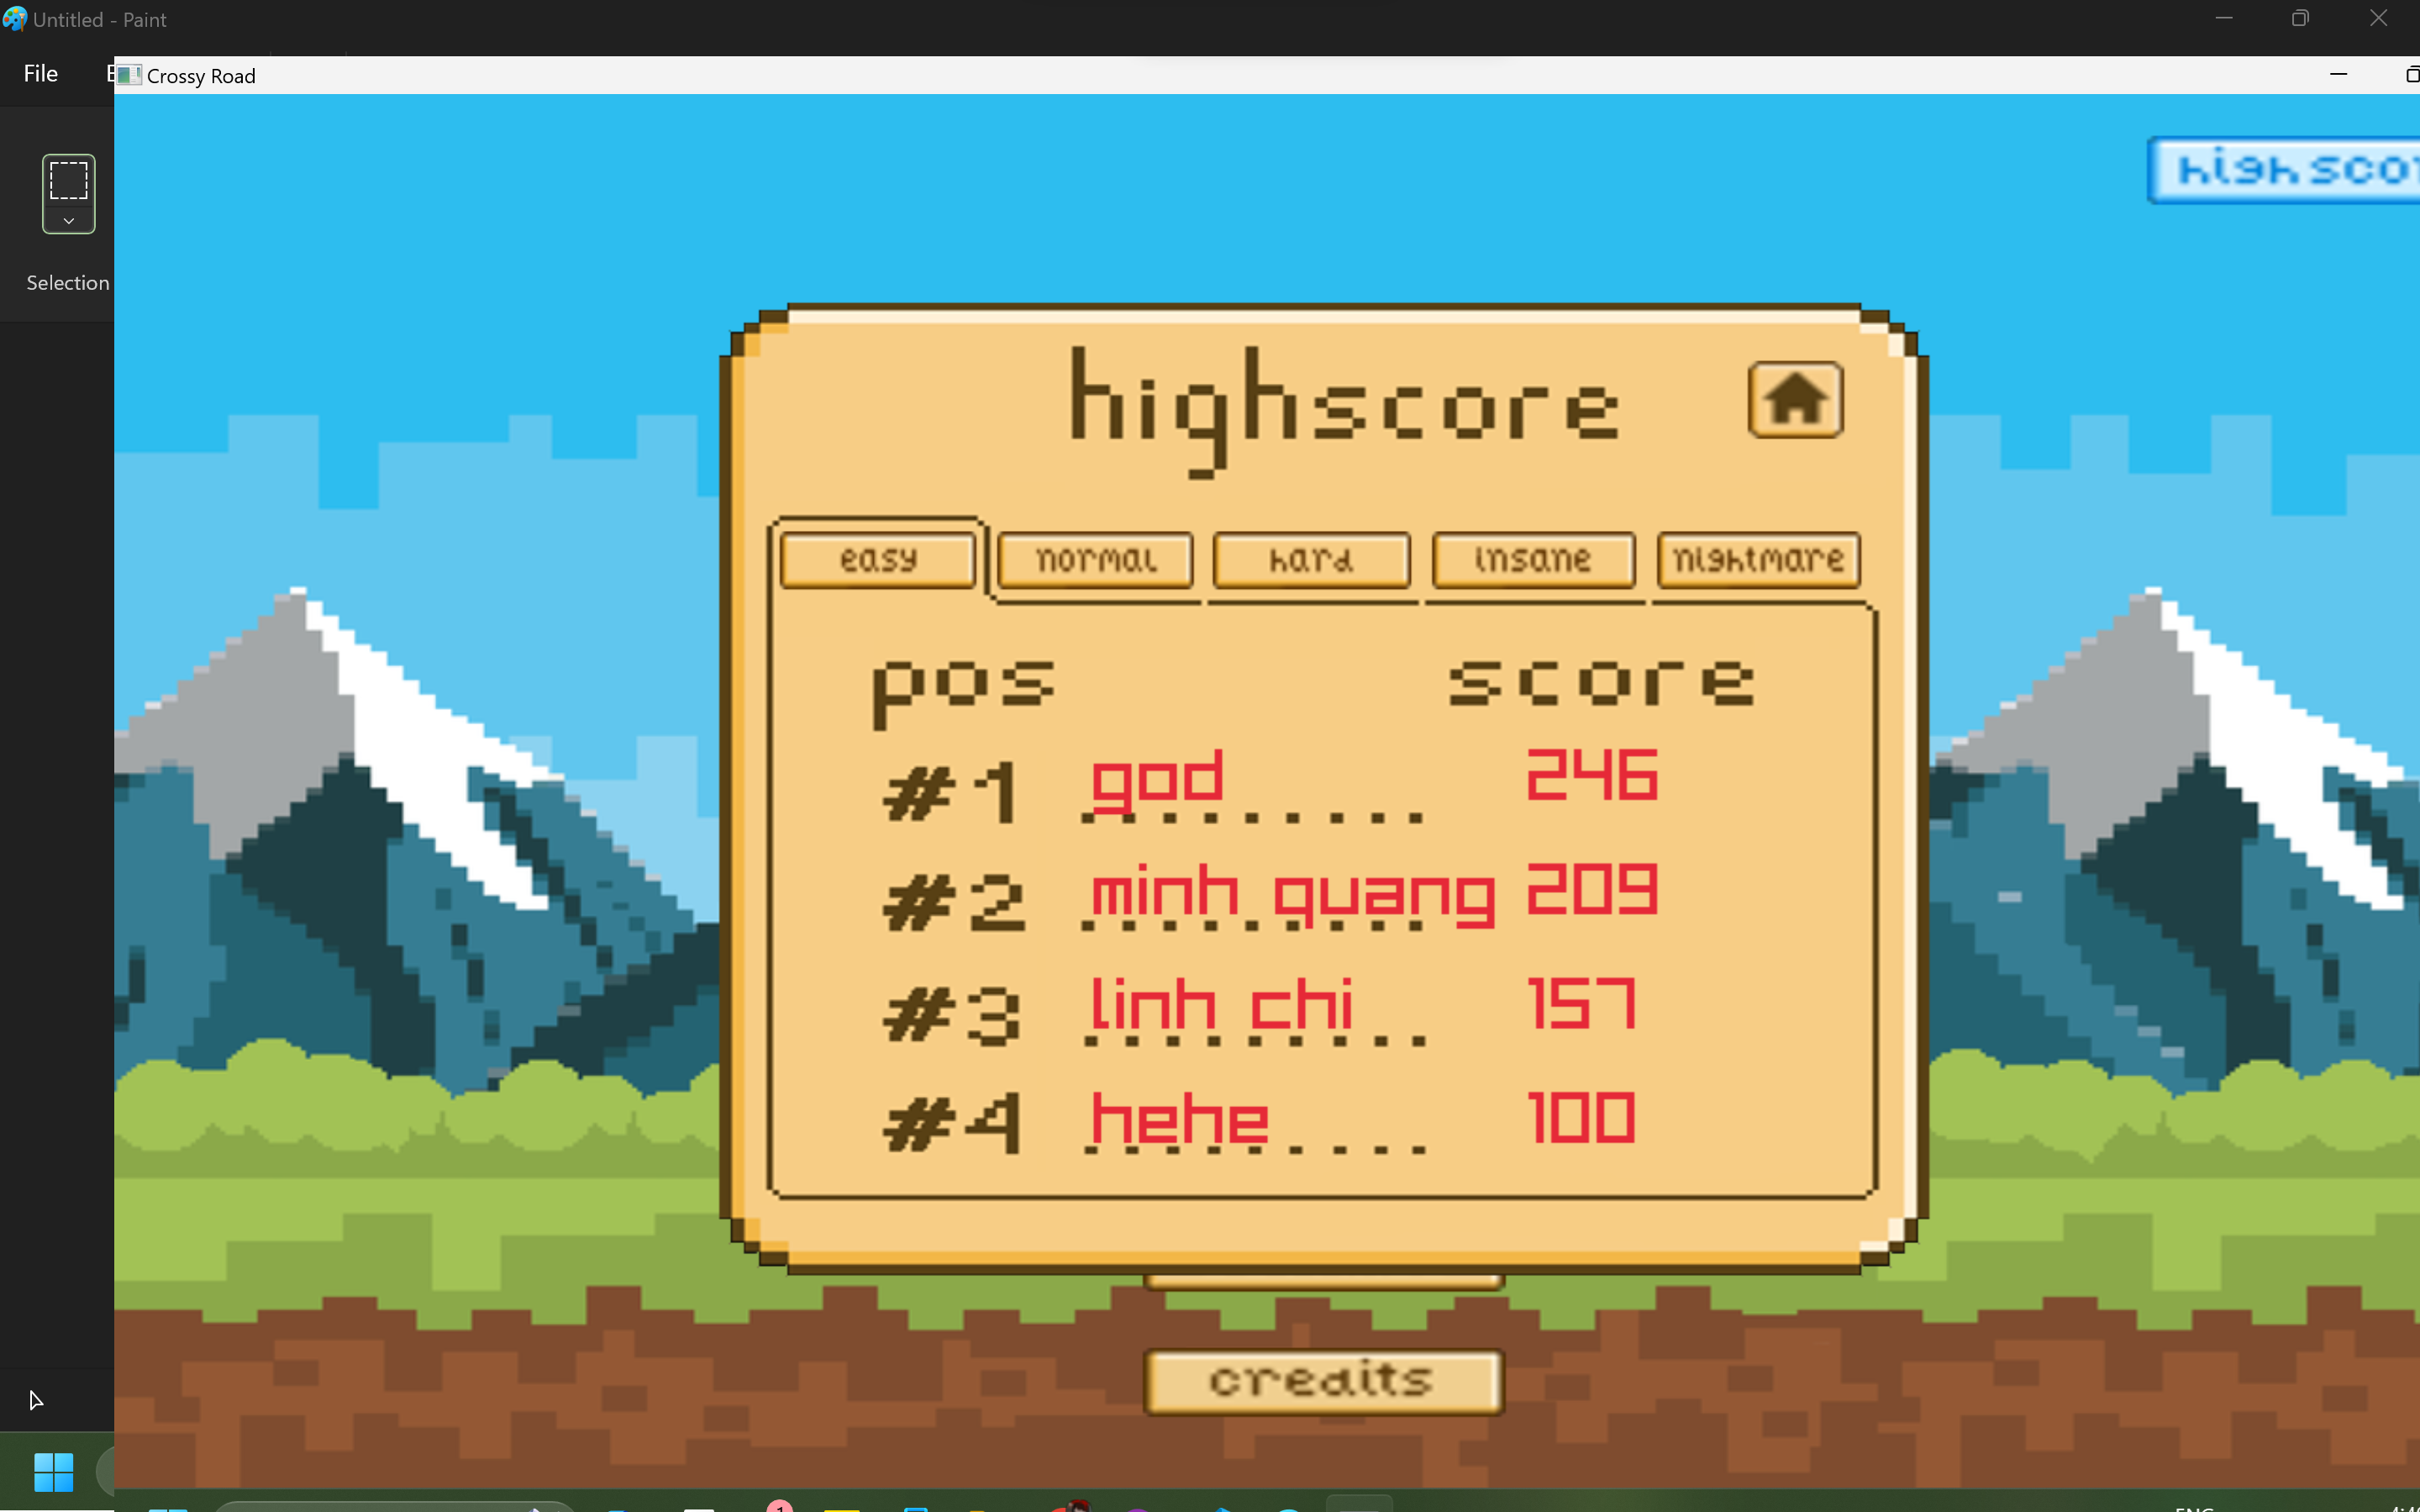 Untitled - Paint
File
Crossy Road
Selection
highscore
easy normal hard insane nightmare
pos score
#1 god 246
#2 minh quang 209
#3 linh chi 157
#4 hehe 100
credits
1